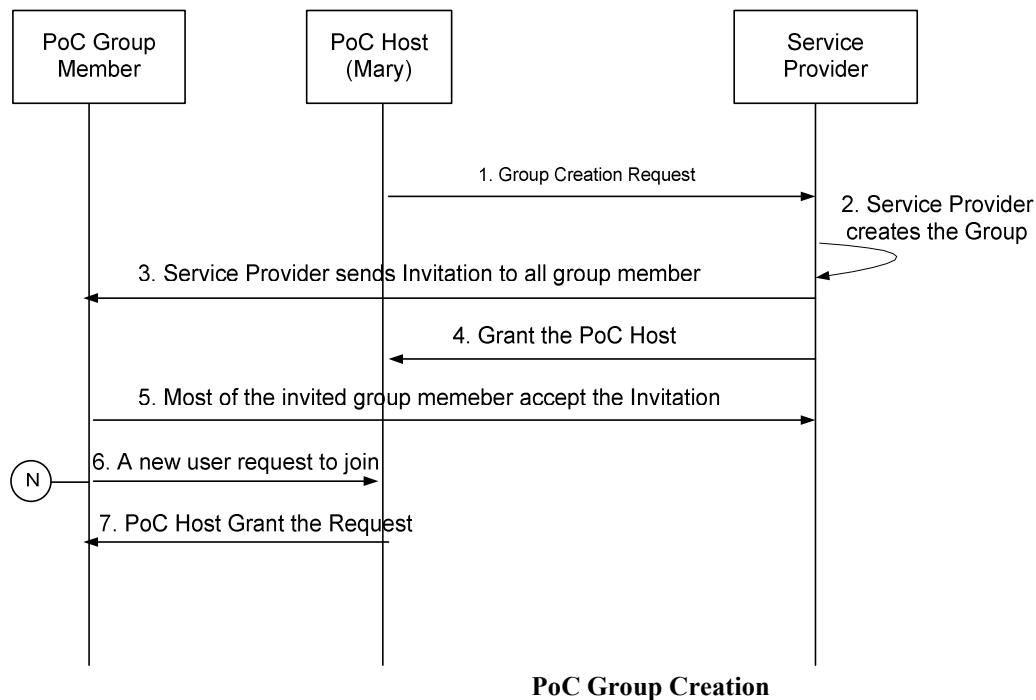 PoC Group
Member
PoC Host
(Mary)
Service
Provider
1. Group Creation Request
2. Service Provider
creates the Group
3. Service Provider sends Invitation to all group member
4. Grant the PoC Host
5. Most of the invited group memeber accept the Invitation
6. A new user request to join
N
7. PoC Host Grant the Request
PoC Group Creation